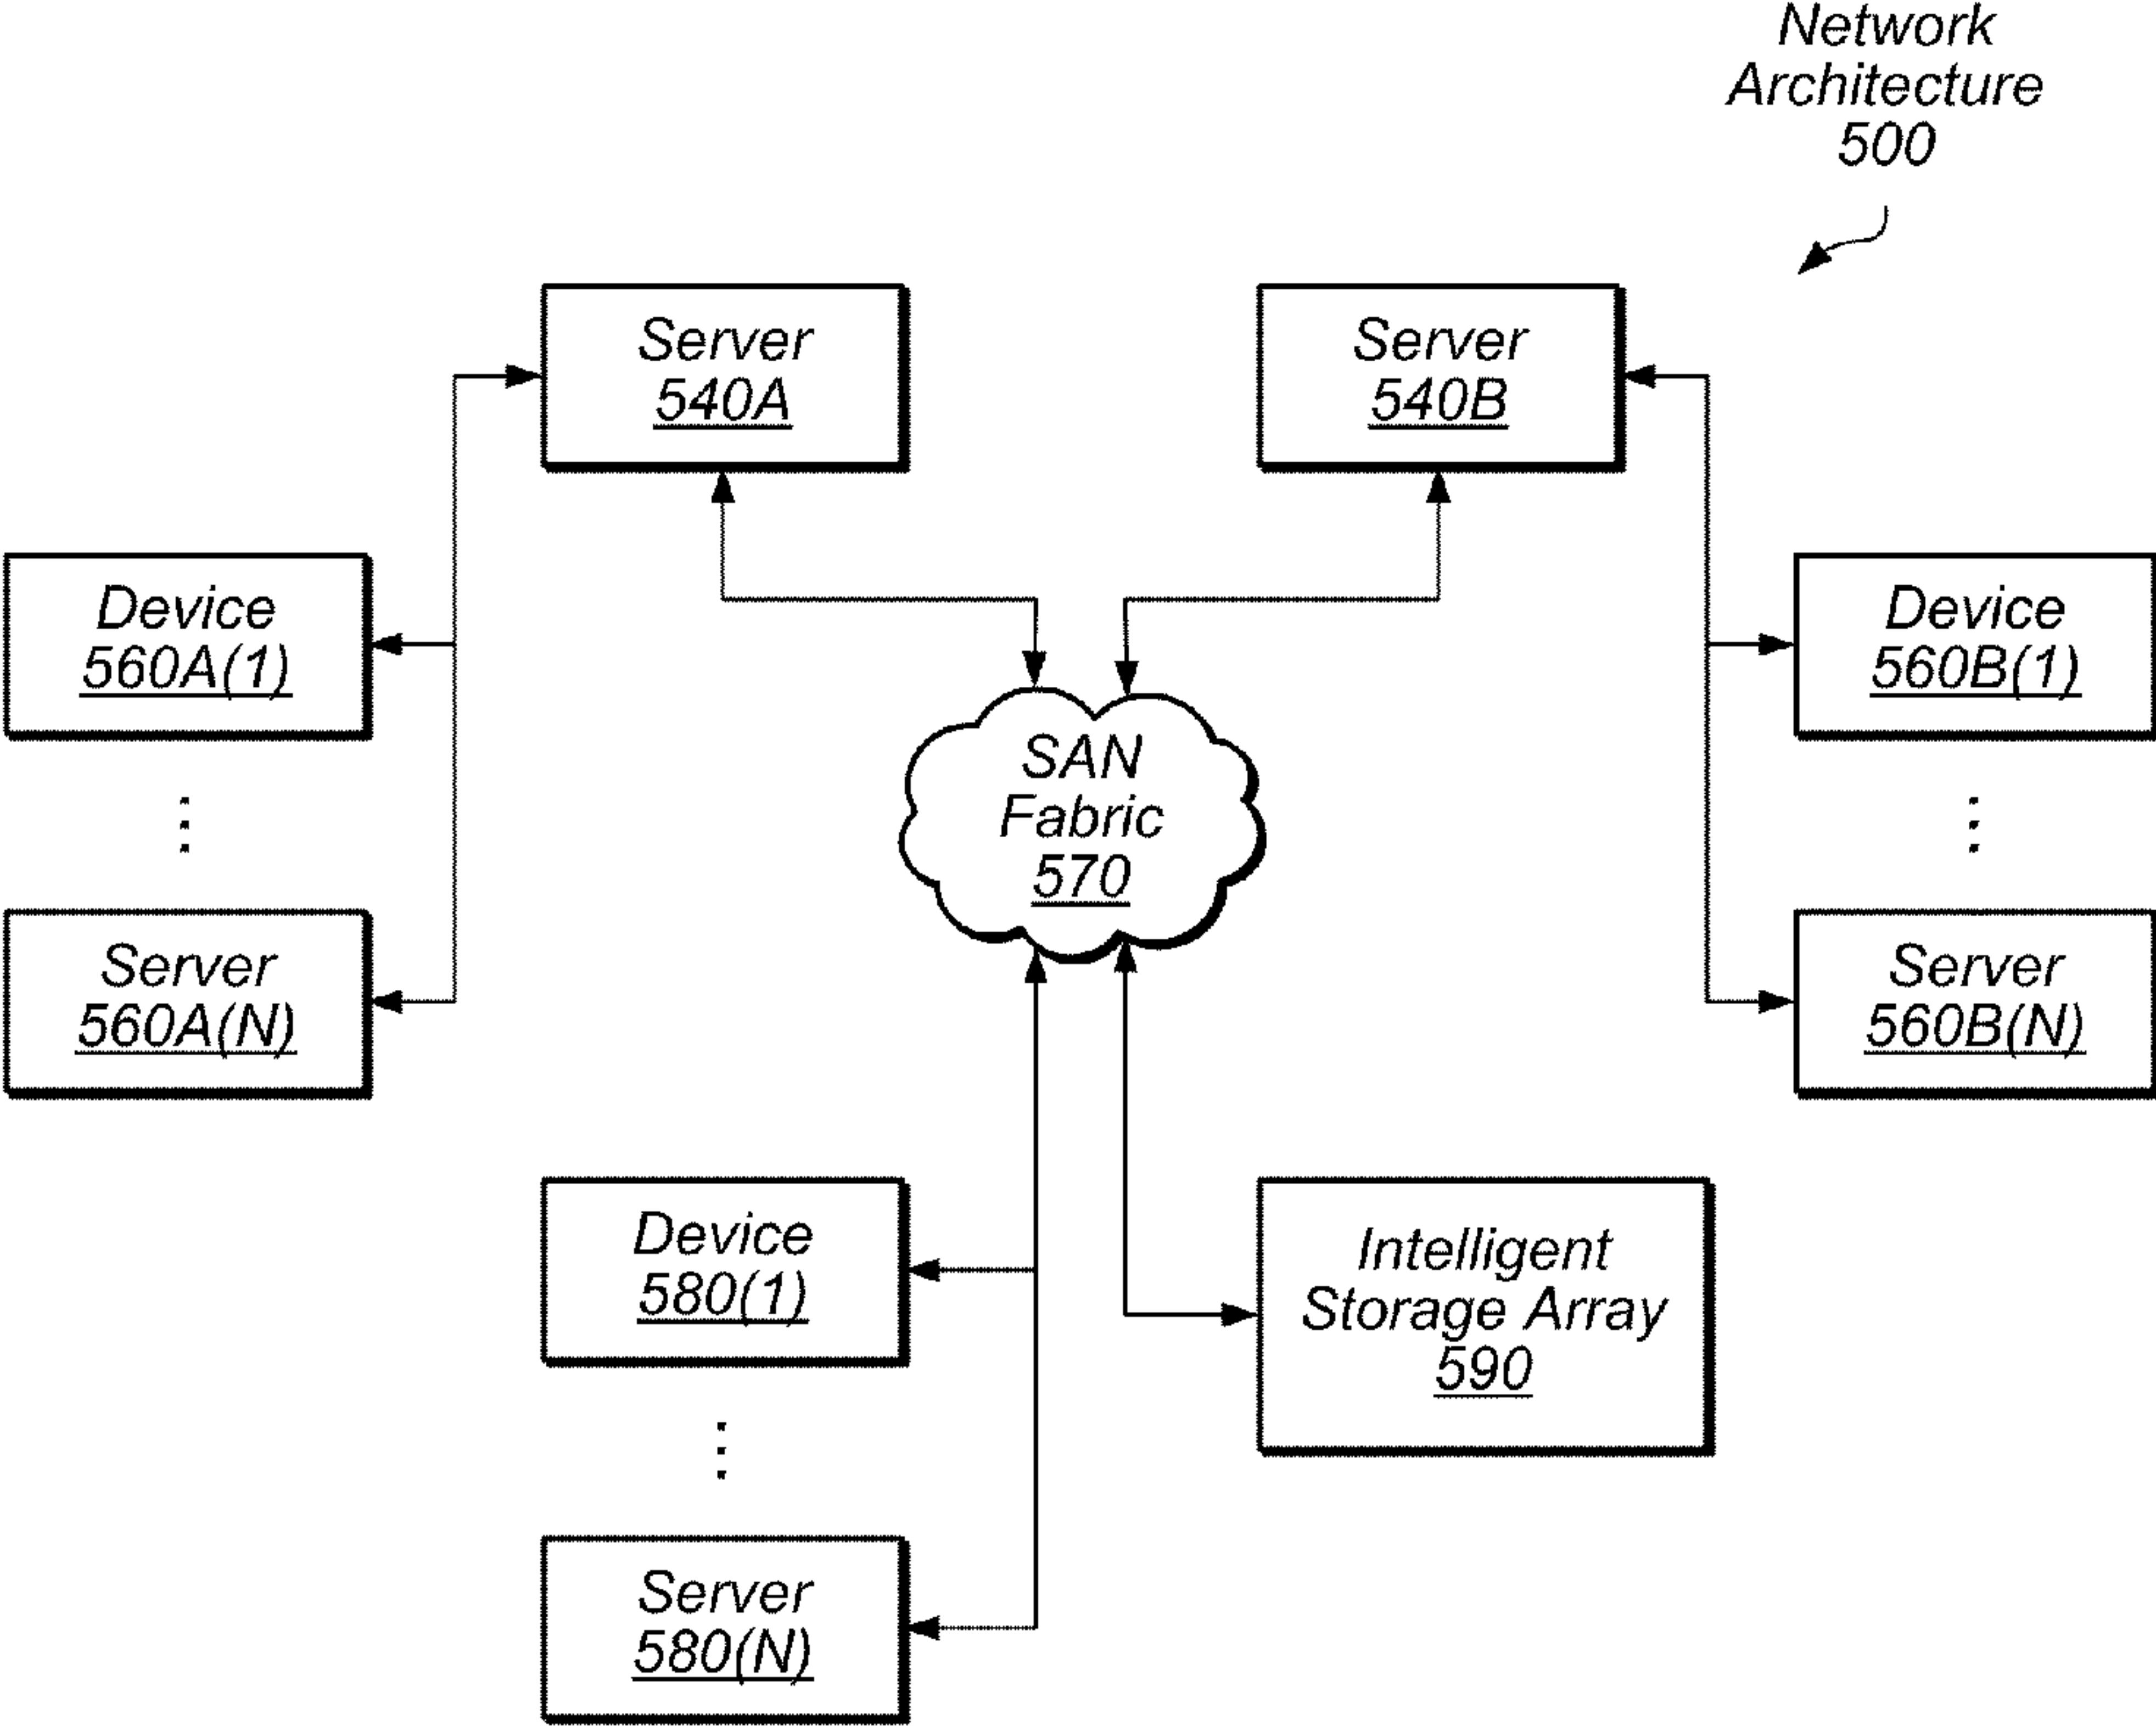 Network
Architecture
500
Server
540A
Server
540B
Device
560A(1)
Device
560B(1)
SAN
Fabric
570
Server
560A(N)
Server
560B(N)
Device
580(1)
Intelligent
Storage Array
590
Server
580(N)